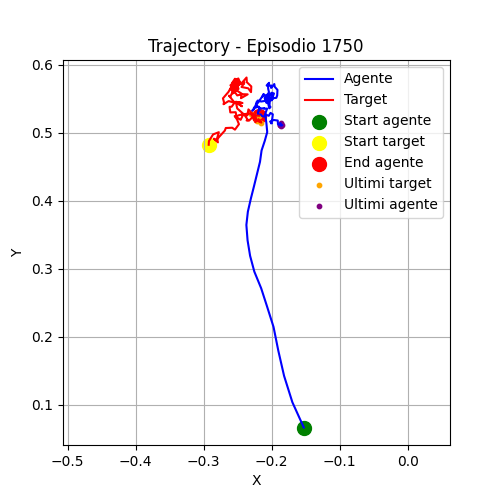 Trajectory - Episodio 1750
0.6
0.5
0.4
0.3
0.2
0.1
Y
Agente
Target
Start agente
Start target
End agente
Ultimi target
Ultimi agente
−0.5 −0.4 −0.3 −0.2 −0.1 0.0
X